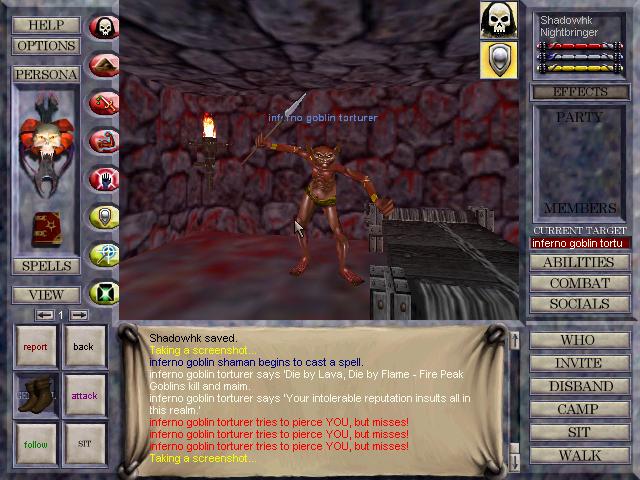 HELP
OPTIONS
PERSONA
SPELLS
VIEW
1
report
back
attack
follow
SIT
inferno goblin torturer
Shadowhk
Nightbringer
EFFECTS
PARTY
MEMBERS
CURRENT TARGET
inferno goblin tortu
ABILITIES
COMBAT
SOCIALS
WHO
INVITE
DISBAND
CAMP
SIT
WALK
Shadowhk saved.
Taking a screenshot...
inferno goblin shaman begins to cast a spell.
inferno goblin torturer says 'Die by Lava, Die by Flame - Fire Peak
Goblins kill and maim.
inferno goblin torturer says 'Your intolerable reputation insults all in
this realm.'
inferno goblin torturer tries to pierce YOU, but misses!
inferno goblin torturer tries to pierce YOU, but misses!
inferno goblin torturer tries to pierce YOU, but misses!
Taking a screenshot...